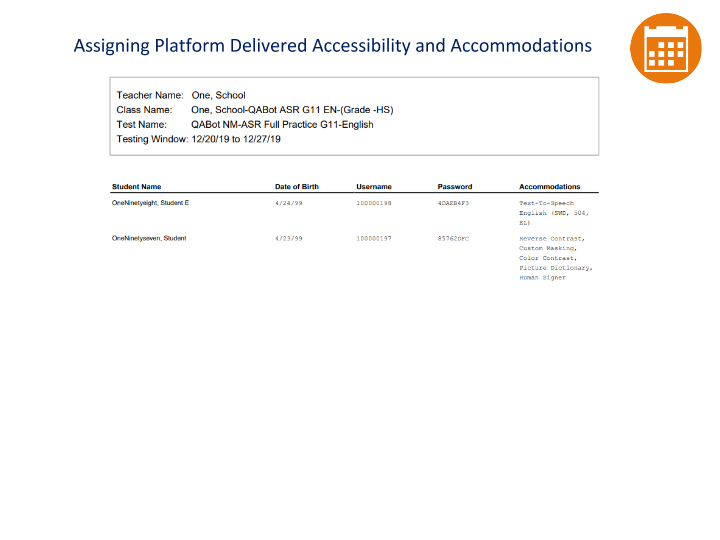 Assigning Platform Delivered Accessibility and Accommodations
Teacher Name: One, School
Class Name: One, School-QABot ASR G11 EN-(Grade -HS)
Test Name: QABot NM-ASR Full Practice G11-English
Testing Window: 12/20/19 to 12/27/19
Student Name Date of Birth Username Password Accommodations
OneNinetyeight, Student E 4/24/99 100000198 4DAEB4F3 Text-To-Speech
English (SWD, 504,
EL)
OneNinetyseven, Student 4/23/99 100000197 85762DFC Reverse Contrast,
Custom Masking,
Color Contrast,
Picture Dictionary,
Human Signer